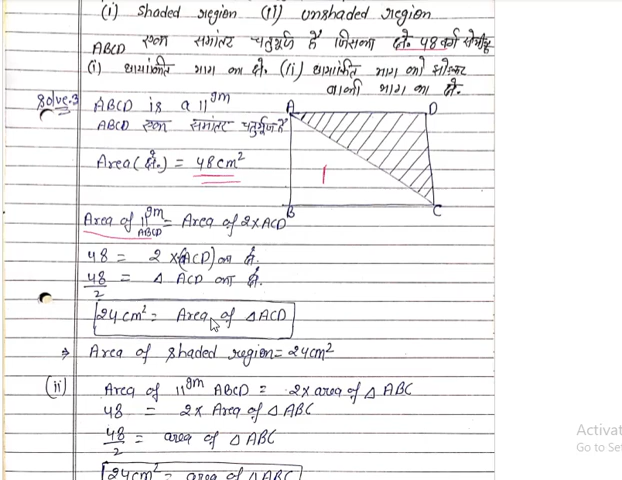 (i) Shaded region (ii) unshaded region
ABCD एक समांतर चतुर्भुज है जिसका क्षे. 48 वर्ग सेमी है
(i) छायांकित भाग का क्षे. (ii) छायांकित भाग को छोड़कर
वाली भाग का क्षे.
Solve.3 ABCD is a ||gm
ABCD एक समांतर चतुर्भुज है
Area (क्षे.) = 48cm²
A D
1
B C
Area of ||gm ABCD = Area of 2×ACD
48 = 2×(ACD) का क्षे.
48/2 = Δ ACD का क्षे.
24cm² = Area of ΔACD
⇒ Area of shaded region = 24cm²
(ii) Area of ||gm ABCD = 2× area of Δ ABC
48 = 2× Area of Δ ABC
48/2 = area of Δ ABC
24cm² = area of ΔABC
Activat
Go to Set